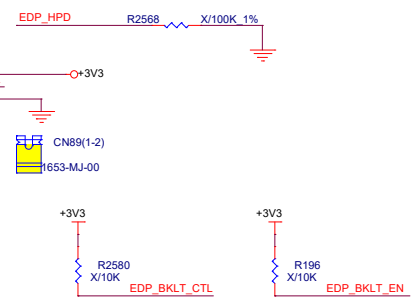 EDP_HPD R2568 X/100K_1%
+3V3
CN89(1-2)
1653-MJ-00
+3V3 +3V3
R2580 R196
X/10K X/10K
EDP_BKLT_CTL EDP_BKLT_EN